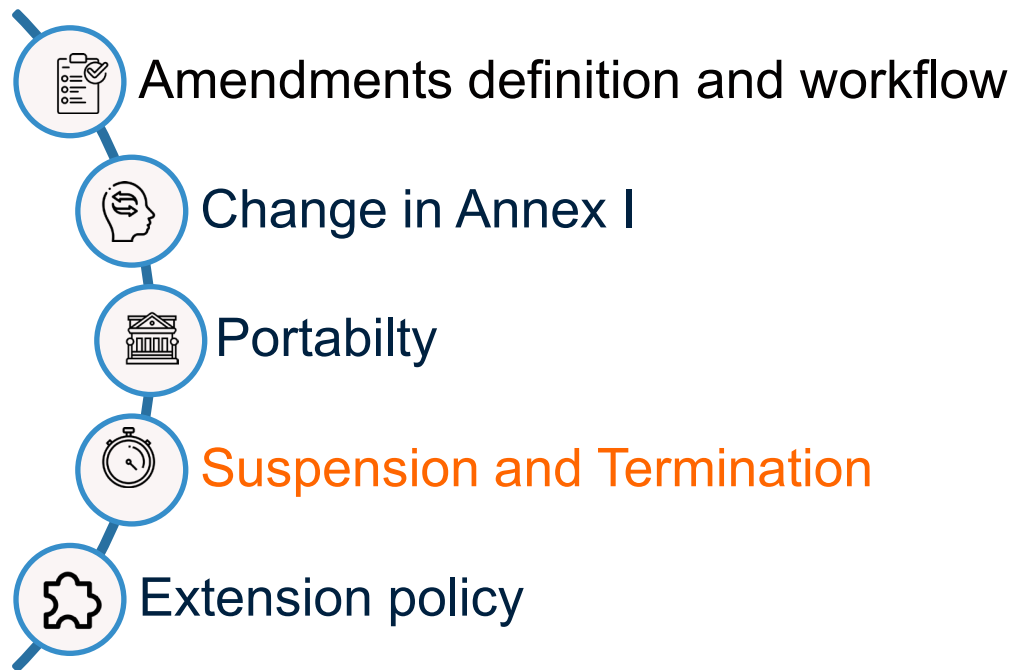 Amendments definition and workflow
Change in Annex I
Portabilty
Suspension and Termination
Extension policy